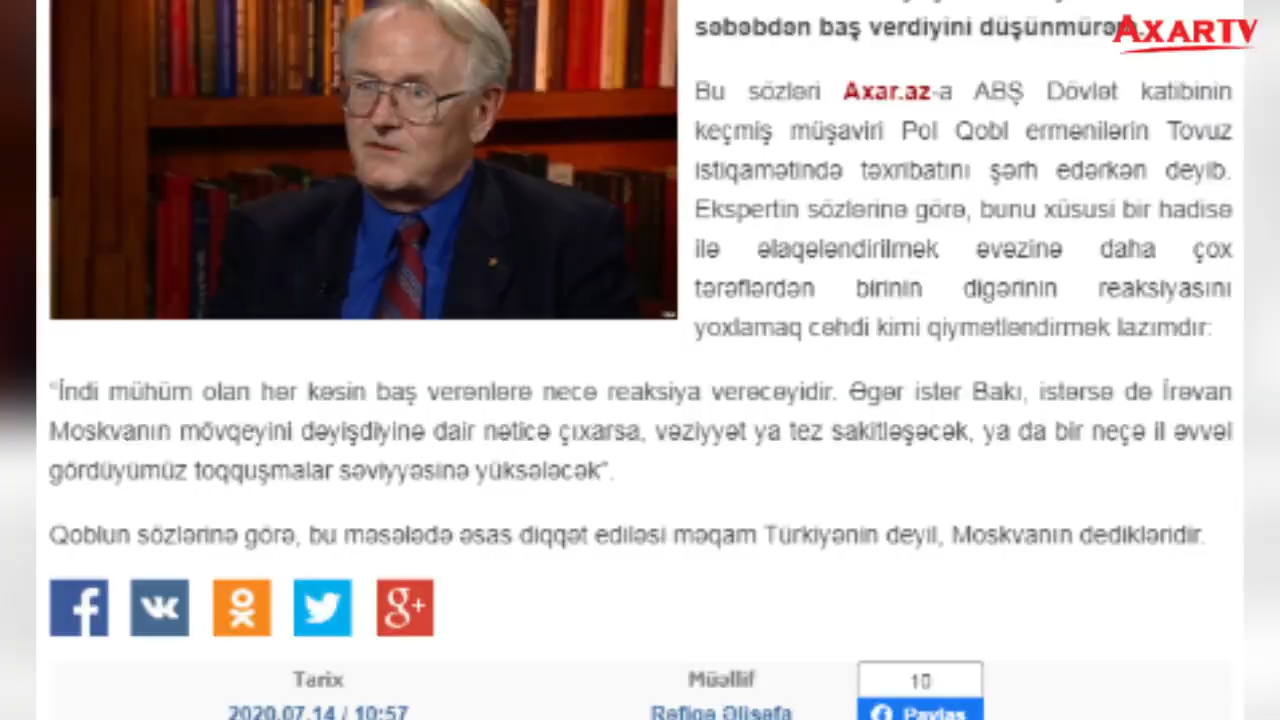 səbəbdən baş verdiyini düşünmürəm.
AXARTV
Bu sözləri Axar.az-a ABŞ Dövlət katibinin
keçmiş müşaviri Pol Qobl ermənilərin Tovuz
istiqamətində təxribatını şərh edərkən deyib.
Ekspertin sözlərinə görə, bunu xüsusi bir hadisə
ilə əlaqələndirilmək əvəzinə daha çox
tərəflərdən birinin digərinin reaksiyasını
yoxlamaq cəhdi kimi qiymətləndirmək lazımdır:
“İndi mühüm olan hər kəsin baş verənlərə necə reaksiya verəcəyidir. Əgər istər Bakı, istərsə də İrəvan
Moskvanın mövqeyini dəyişdiyinə dair nəticə çıxarsa, vəziyyət ya tez sakitləşəcək, ya da bir neçə il əvvəl
gördüyümüz toqquşmalar səviyyəsinə yüksələcək”.
Qoblun sözlərinə görə, bu məsələdə əsas diqqət ediləsi məqam Türkiyənin deyil, Moskvanın dedikləridir.
Tarix
Müəllif
10
2020.07.14 / 10:57
Rəfiqə Əlisəfa
Paylaş